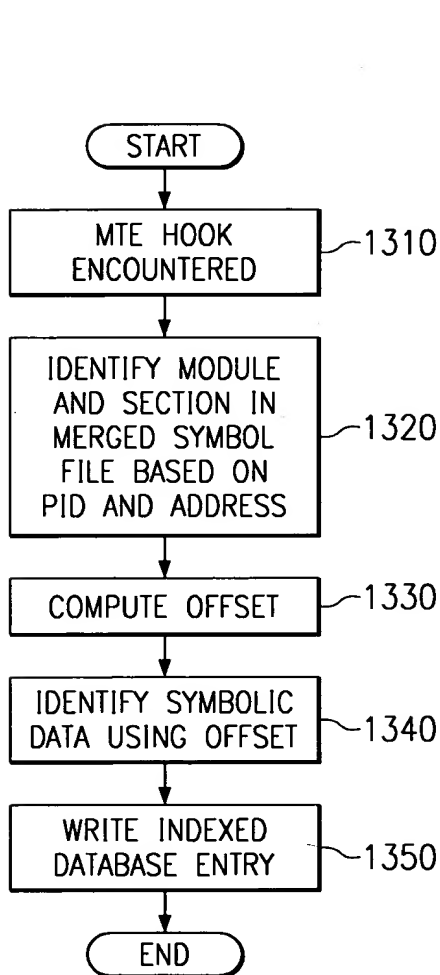 START
MTE HOOK
ENCOUNTERED
1310
IDENTIFY MODULE
AND SECTION IN
MERGED SYMBOL
FILE BASED ON
PID AND ADDRESS
1320
COMPUTE OFFSET
1330
IDENTIFY SYMBOLIC
DATA USING OFFSET
1340
WRITE INDEXED
DATABASE ENTRY
1350
END